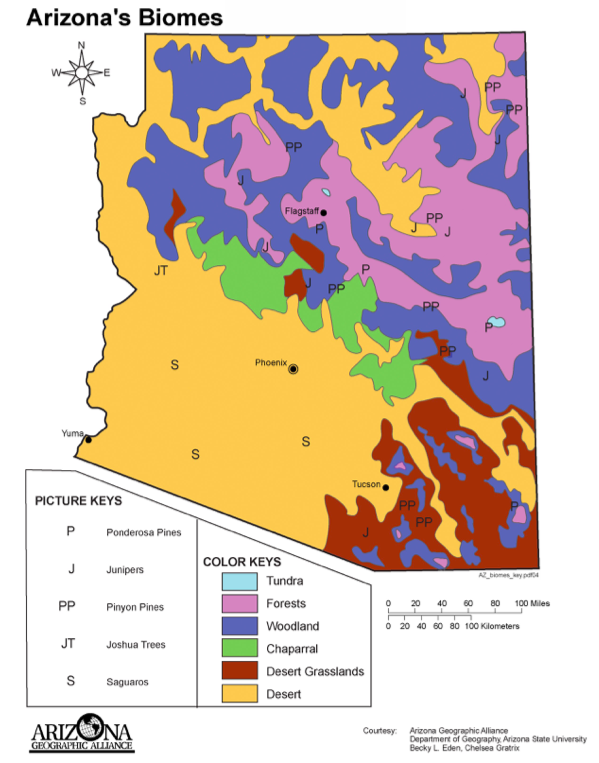 Arizona's Biomes
N
W E
S
J PP
PP
J
PP
J
Flagstaff
P
PP
J J
J
JT
J
P
PP
PP
P
PP
Phoenix
S
J
Yuma
S
S
Tucson
PP
P
PP
J
PICTURE KEYS
P Ponderosa Pines
J Junipers
PP Pinyon Pines
JT Joshua Trees
S Saguaros
COLOR KEYS
Tundra
Forests
Woodland
Chaparral
Desert Grasslands
Desert
AZ_biomes_key.pdf04
0 20 40 60 80 100 Miles
0 20 40 60 80 100 Kilometers
ARIZONA
GEOGRAPHIC ALLIANCE
Courtesy: Arizona Geographic Alliance
Department of Geography, Arizona State University
Becky L. Eden, Chelsea Gratrix